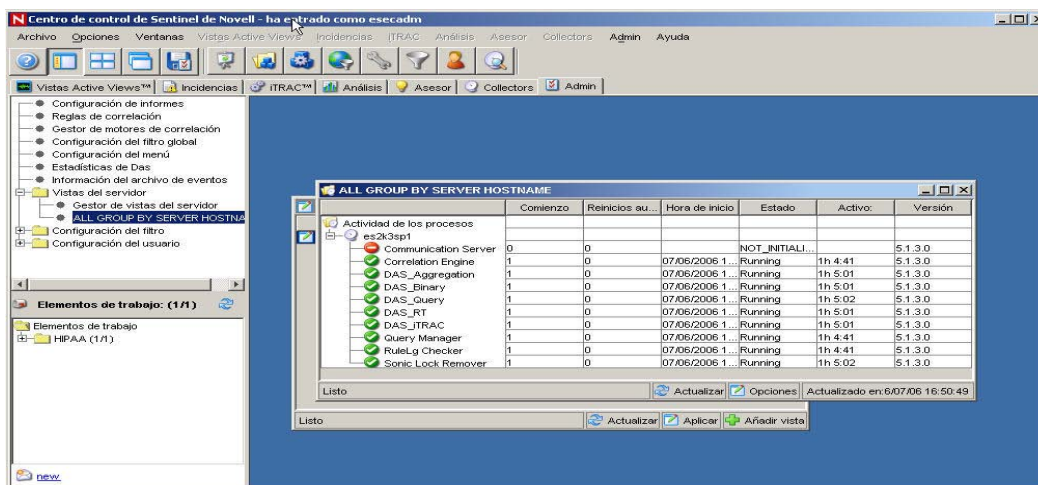 Centro de control de Sentinel de Novell - ha entrado como esecadm
Archivo Opciones Ventanas Vistas Active Views Incidencias iTRAC Análisis Asesor Collectors Admin Ayuda
Vistas Active Views™ Incidencias iTRAC™ Análisis Asesor Collectors Admin
Configuración de informes
Reglas de correlación
Gestor de motores de correlación
Configuración del filtro global
Configuración del menú
Estadísticas de Das
Información del archivo de eventos
Vistas del servidor
Gestor de vistas del servidor
ALL GROUP BY SERVER HOSTNA
Configuración del filtro
Configuración del usuario
Elementos de trabajo: (1/1)
Elementos de trabajo
HIPAA (1/1)
new
ALL GROUP BY SERVER HOSTNAME
Comienzo Reinicios au... Hora de inicio Estado Activo: Versión
Actividad de los procesos
es2k3sp1
Communication Server 0 0 NOT_INITIALI... 5.1.3.0
Correlation Engine 1 0 07/06/2006 1... Running 1h 4:41 5.1.3.0
DAS_Aggregation 1 0 07/06/2006 1... Running 1h 5:01 5.1.3.0
DAS_Binary 1 0 07/06/2006 1... Running 1h 5:01 5.1.3.0
DAS_Query 1 0 07/06/2006 1... Running 1h 5:02 5.1.3.0
DAS_RT 1 0 07/06/2006 1... Running 1h 5:01 5.1.3.0
DAS_iTRAC 1 0 07/06/2006 1... Running 1h 5:01 5.1.3.0
Query Manager 1 0 07/06/2006 1... Running 1h 4:41 5.1.3.0
RuleLg Checker 1 0 07/06/2006 1... Running 1h 4:41 5.1.3.0
Sonic Lock Remover 1 0 07/06/2006 1... Running 1h 5:02 5.1.3.0
Listo Actualizar Opciones Actualizado en:6/07/06 16:50:49
Listo Actualizar Aplicar Añadir vista